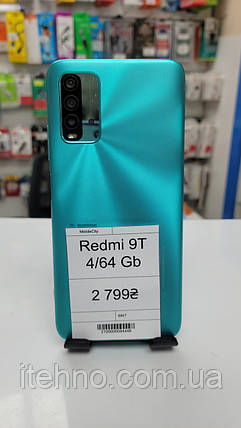 MobileCity
Redmi 9T
4/64 Gb
2 799₴
itehno.com.ua